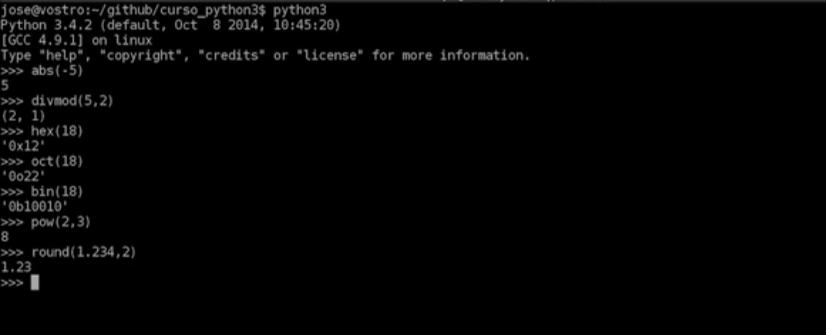 jose@vostro:~/github/curso_python3$ python3
Python 3.4.2 (default, Oct  8 2014, 10:45:20)
[GCC 4.9.1] on linux
Type "help", "copyright", "credits" or "license" for more information.
>>> abs(-5)
5
>>> divmod(5,2)
(2, 1)
>>> hex(18)
'0x12'
>>> oct(18)
'0o22'
>>> bin(18)
'0b10010'
>>> pow(2,3)
8
>>> round(1.234,2)
1.23
>>>